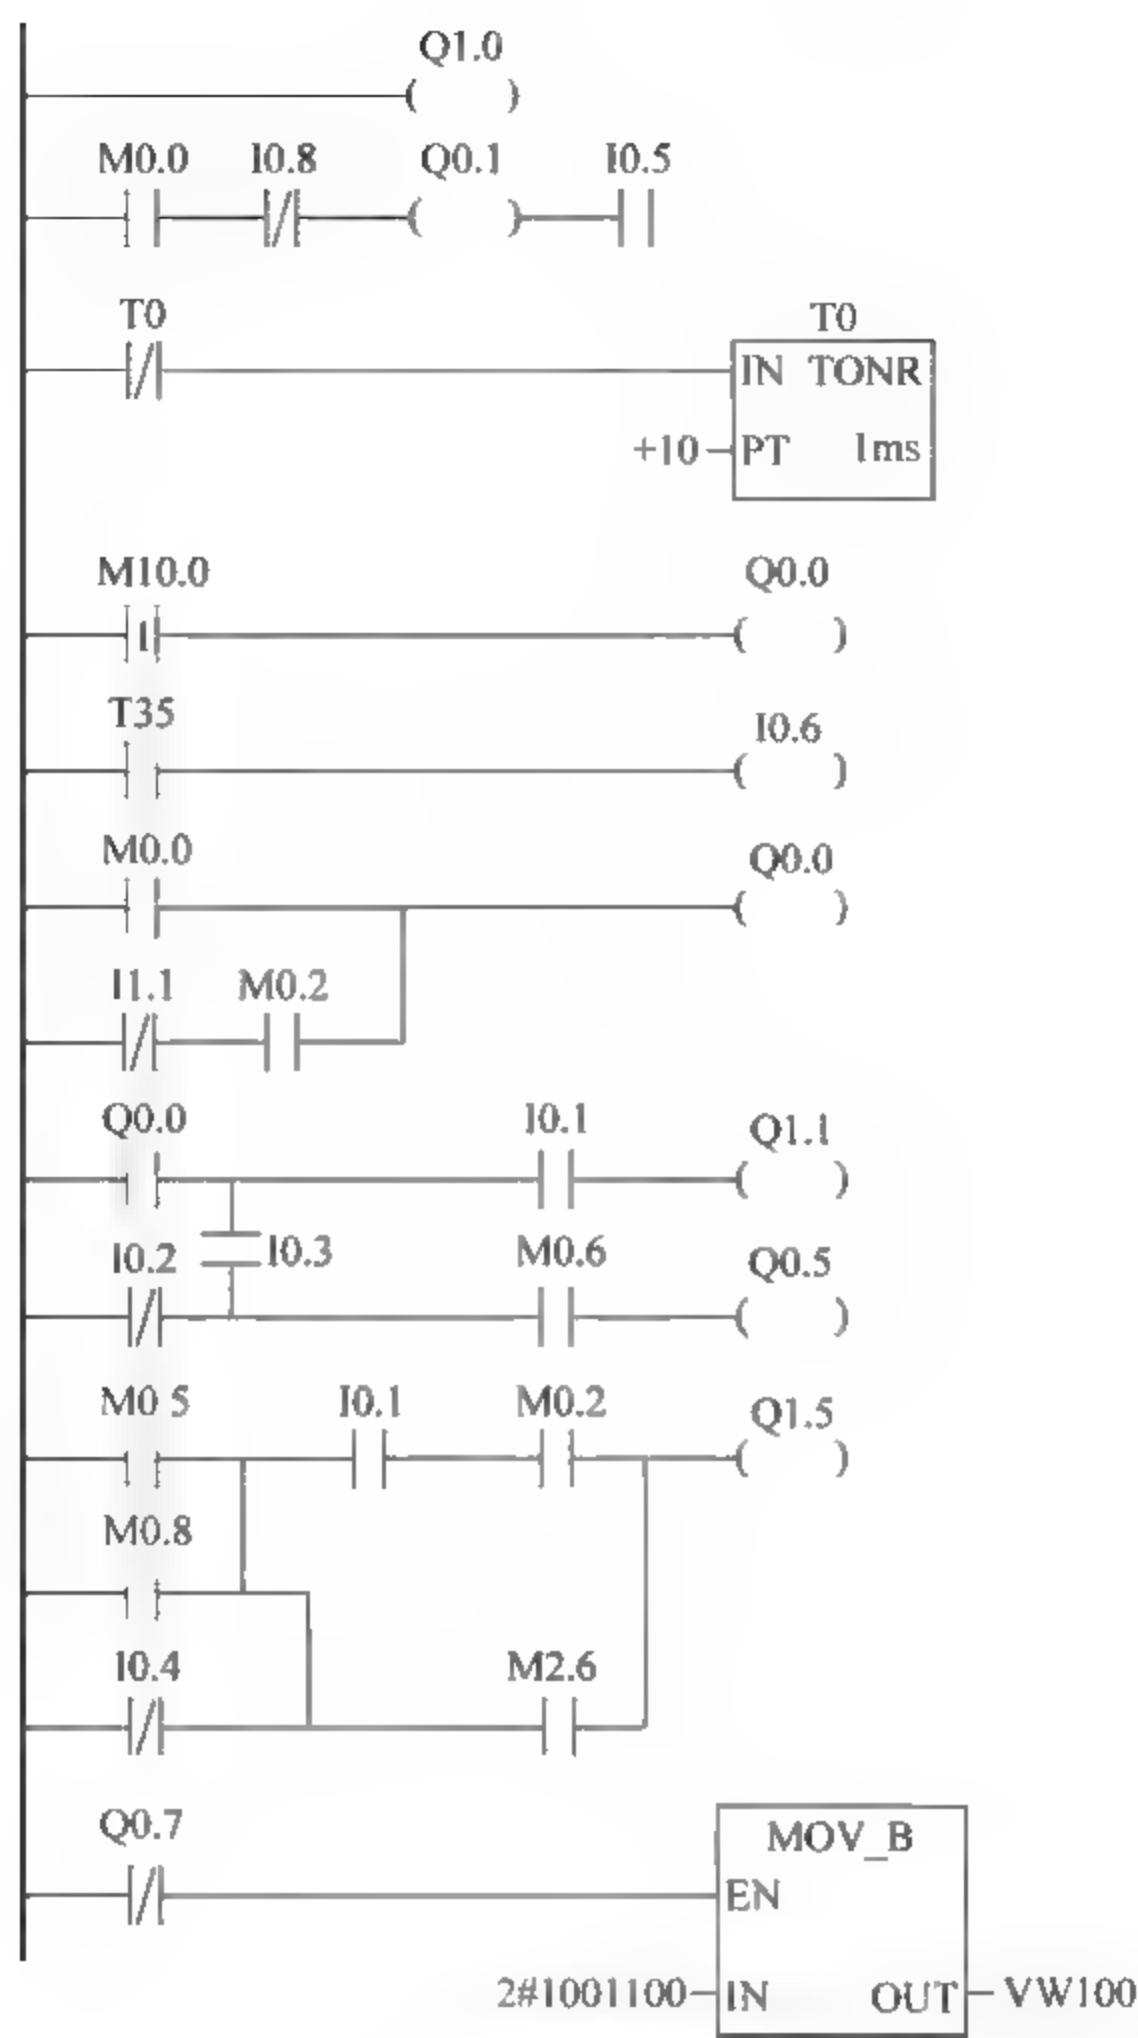 Q1.0
M0.0 I0.8 Q0.1 I0.5
T0 T0
IN TONR
+10 PT 1ms
M10.0 Q0.0
T35 I0.6
M0.0 Q0.0
I1.1 M0.2
Q0.0 I0.1 Q1.1
I0.2 I0.3 M0.6 Q0.5
M0 5 I0.1 M0.2 Q1.5
M0.8
I0.4 M2.6
Q0.7 MOV_B
EN
2#1001100 IN OUT VW100